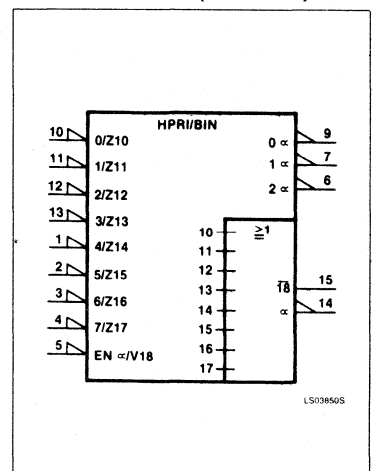 HPRI/BIN
10 0/Z10 0 ∝ 9
11 1/Z11 1 ∝ 7
12 2/Z12 2 ∝ 6
13 3/Z13
1 4/Z14 10 ≥1
2 5/Z15 11
12
3 6/Z16 13 18 15
4 7/Z17 14 ∝ 14
15
5 EN ∝/V18 16
17
LS03850S